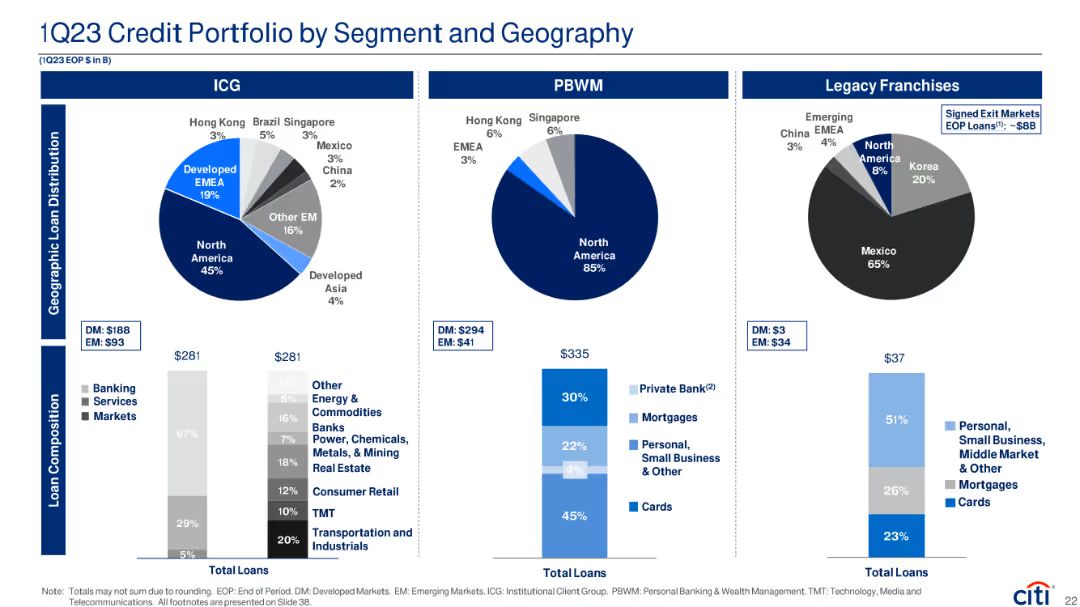 1Q23 Credit Portfolio by Segment and Geography
(1Q23 EOP $ in B)
ICG
PBWM
Legacy Franchises
Geographic Loan Distribution
Hong Kong
3%
Brazil
5%
Singapore
3%
Mexico
3%
China
2%
Other EM
16%
Developed
Asia
4%
North
America
45%
Developed
EMEA
19%
Hong Kong
6%
Singapore
6%
EMEA
3%
North
America
85%
Signed Exit Markets
EOP Loans(1): ~$8B
Emerging
EMEA
4%
China
3%
North
America
8%
Korea
20%
Mexico
65%
Loan Composition
DM: $188
EM: $93
$281
$281
Banking
Services
Markets
67%
29%
5%
5%
16%
7%
18%
12%
10%
20%
Other
Energy &
Commodities
Banks
Power, Chemicals,
Metals, & Mining
Real Estate
Consumer Retail
TMT
Transportation and
Industrials
Total Loans
DM: $294
EM: $41
$335
30%
22%
4%
45%
Private Bank(2)
Mortgages
Personal,
Small Business
& Other
Cards
Total Loans
DM: $3
EM: $34
$37
51%
26%
23%
Personal,
Small Business,
Middle Market
& Other
Mortgages
Cards
Total Loans
Note: Totals may not sum due to rounding. EOP: End of Period. DM: Developed Markets. EM: Emerging Markets. ICG: Institutional Client Group. PBWM: Personal Banking & Wealth Management. TMT: Technology, Media and
Telecommunications. All footnotes are presented on Slide 38.
citi
22